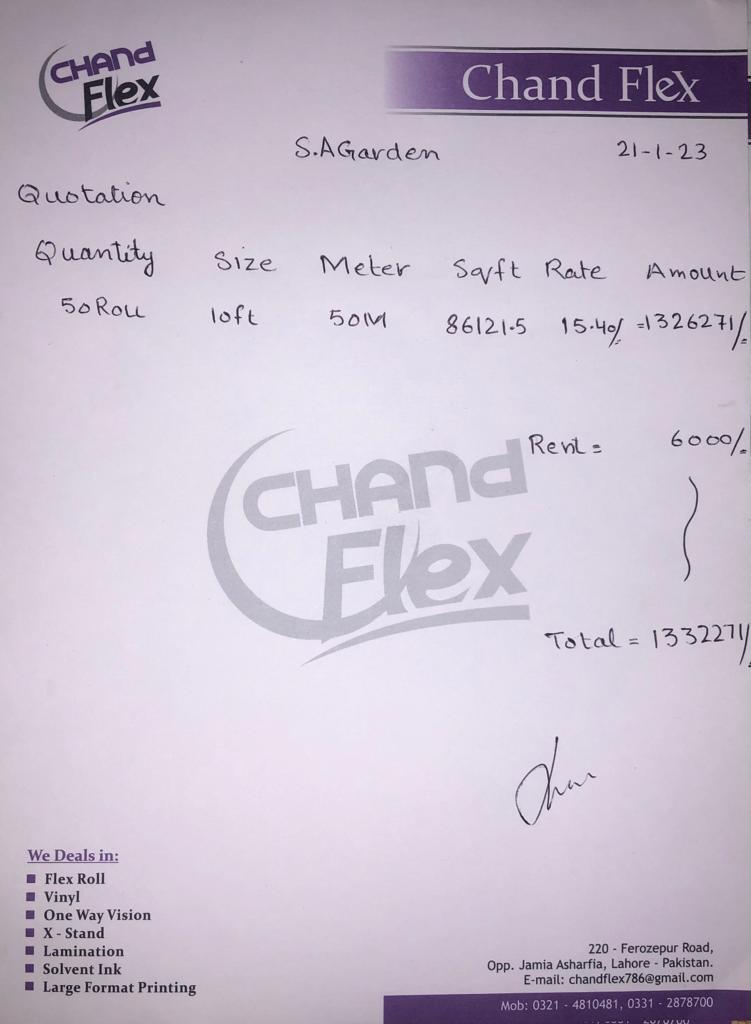 CHAND Flex
Chand Flex
S.A Garden 21-1-23
Quotation
Quantity Size Meter Sqft Rate Amount
50 Roll 10ft 50M 86121.5 15.40/= =1326271/=
Rent = 6000/=
CHAND
Flex
Total = 1332271/=
We Deals in:
Flex Roll
Vinyl
One Way Vision
X - Stand
Lamination
Solvent Ink
Large Format Printing
220 - Ferozepur Road,
Opp. Jamia Asharfia, Lahore - Pakistan.
E-mail: chandflex786@gmail.com
Mob: 0321 - 4810481, 0331 - 2878700